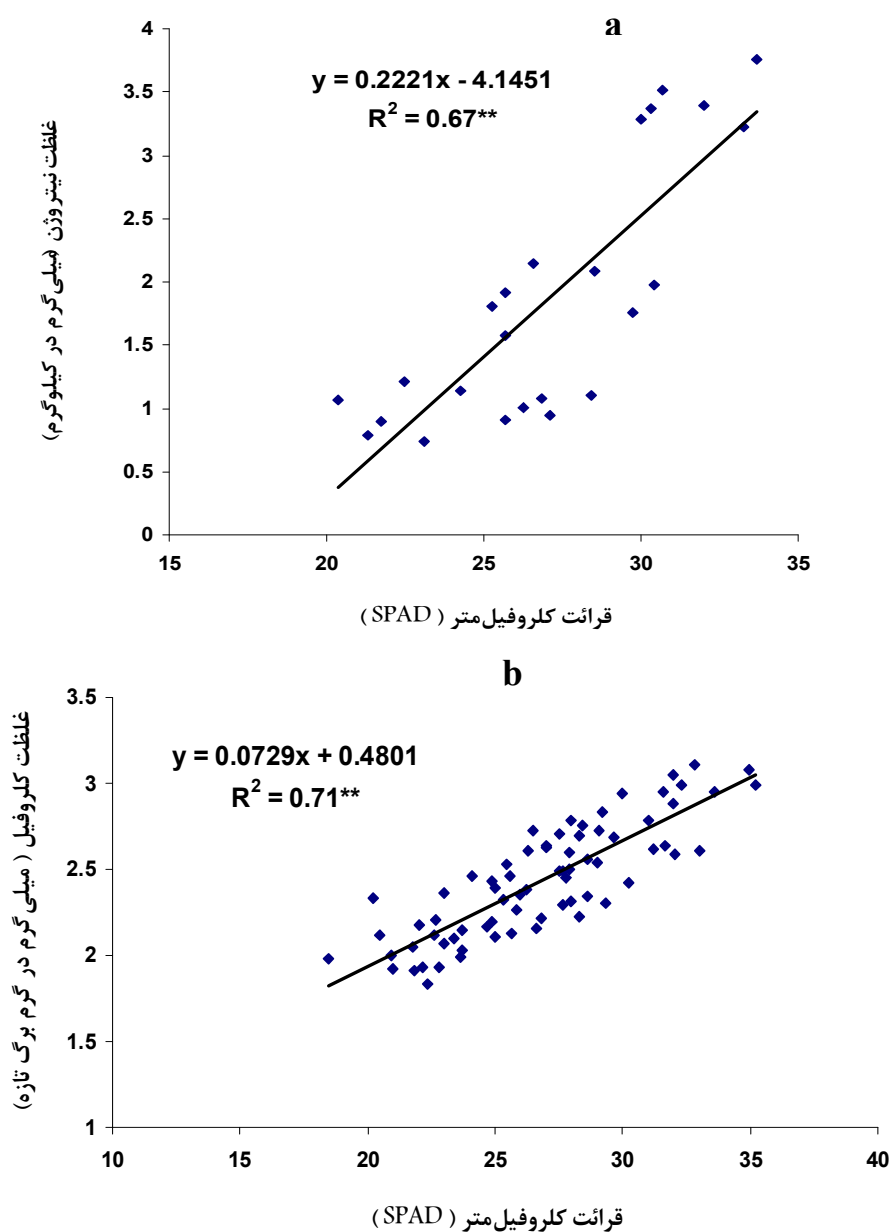 a
y = 0.2221x - 4.1451
R² = 0.67**
غلظت نیتروژن (میلی‌گرم در کیلوگرم)
4
3.5
3
2.5
2
1.5
1
0.5
0
15 20 25 30 35
قرائت کلروفیل‌متر ( SPAD )
b
y = 0.0729x + 0.4801
R² = 0.71**
غلظت کلروفیل ( میلی گرم در گرم برگ تازه)
3.5
3
2.5
2
1.5
1
10 15 20 25 30 35 40
قرائت کلروفیل‌متر ( SPAD )